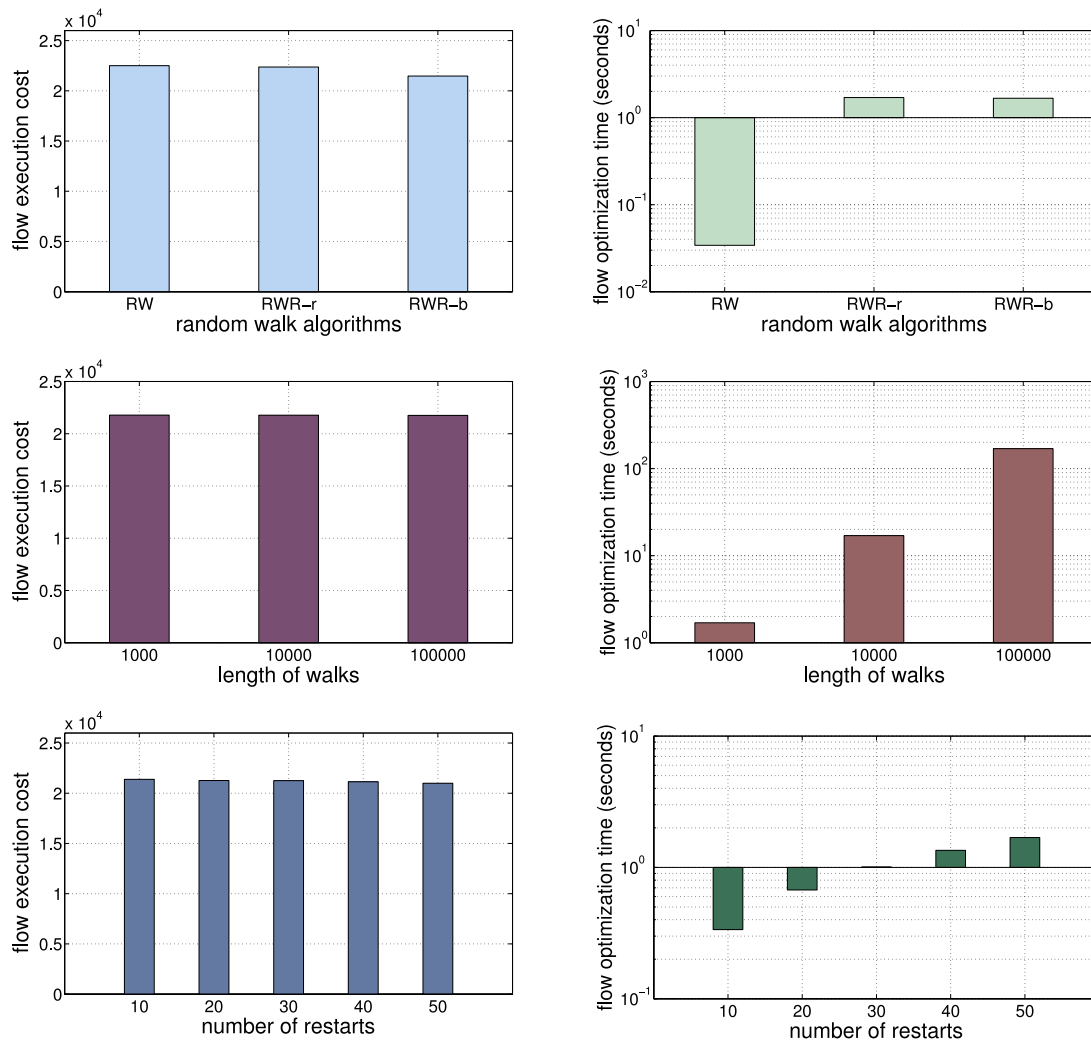 x 10^4
2.5
2
1.5
1
0.5
0
flow execution cost
RW RWR−r RWR−b
random walk algorithms
10^1
10^0
10^−1
10^−2
flow optimization time (seconds)
RW RWR−r RWR−b
random walk algorithms
x 10^4
2.5
2
1.5
1
0.5
0
flow execution cost
1000 10000 100000
length of walks
10^3
10^2
10^1
10^0
flow optimization time (seconds)
1000 10000 100000
length of walks
x 10^4
2.5
2
1.5
1
0.5
0
flow execution cost
10 20 30 40 50
number of restarts
10^1
10^0
10^−1
flow optimization time (seconds)
10 20 30 40 50
number of restarts